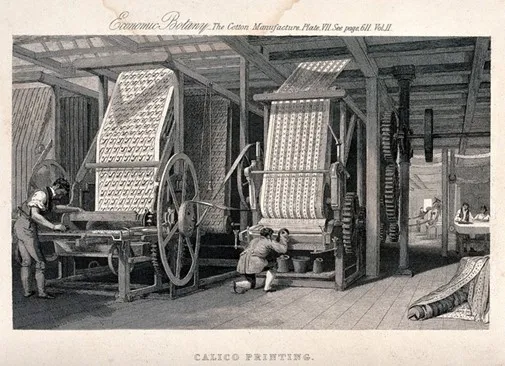 Economic Botany. The Cotton Manufacture. Plate. VII. See page. 611. Vol. II.
CALICO PRINTING.